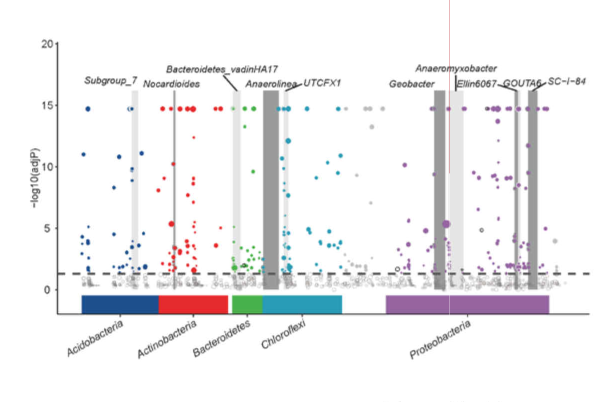 20
Bacteroidetes_vadinHA17
Anaeromyxobacter
Subgroup_7
Nocardioides
Anaerolinea
UTCFX1
Geobacter
Ellin6067
GOUTA6
SC-I-84
15
10
5
0
−log10(adjP)
Acidobacteria
Actinobacteria
Bacteroidetes
Chloroflexi
Proteobacteria